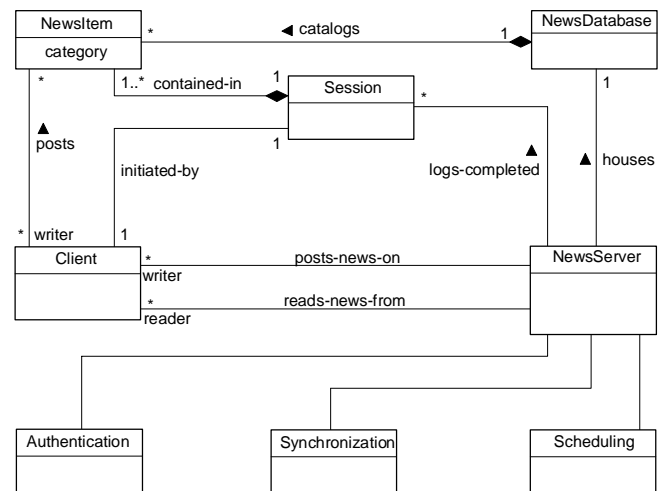 NewsItem
category
* ◄ catalogs 1
NewsDatabase
* 1..* contained-in 1
Session
* 1
▲ posts
initiated-by 1
logs-completed ▲
▲ houses
* writer 1
Client
* posts-news-on
writer
NewsServer
* reads-news-from
reader
Authentication
Synchronization
Scheduling